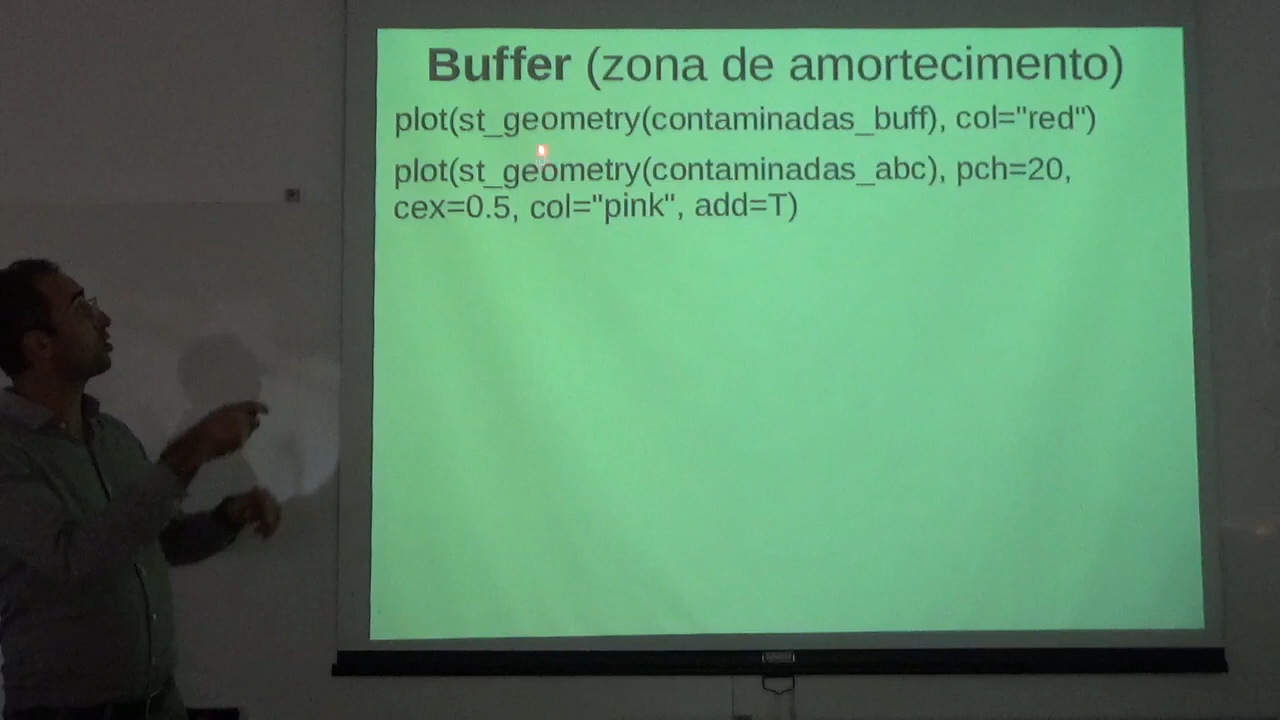 Buffer (zona de amortecimento)
plot(st_geometry(contaminadas_buff), col="red")
plot(st_geometry(contaminadas_abc), pch=20,
cex=0.5, col="pink", add=T)